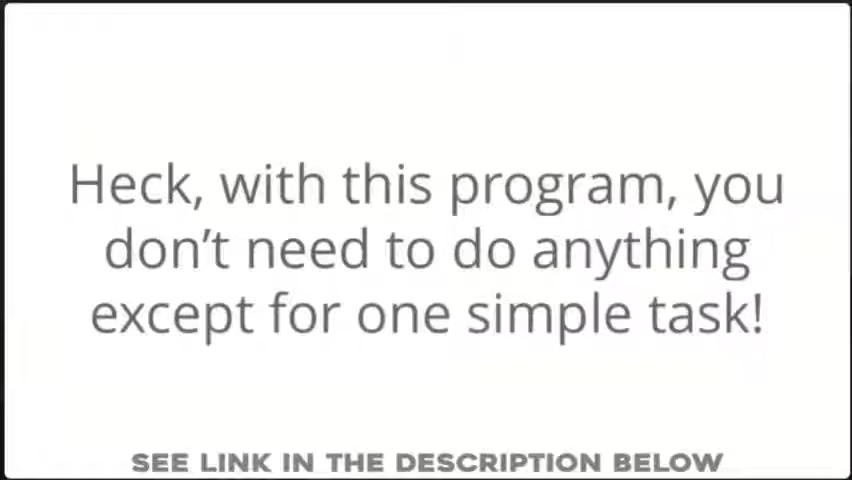 Heck, with this program, you
don’t need to do anything
except for one simple task!
SEE LINK IN THE DESCRIPTION BELOW